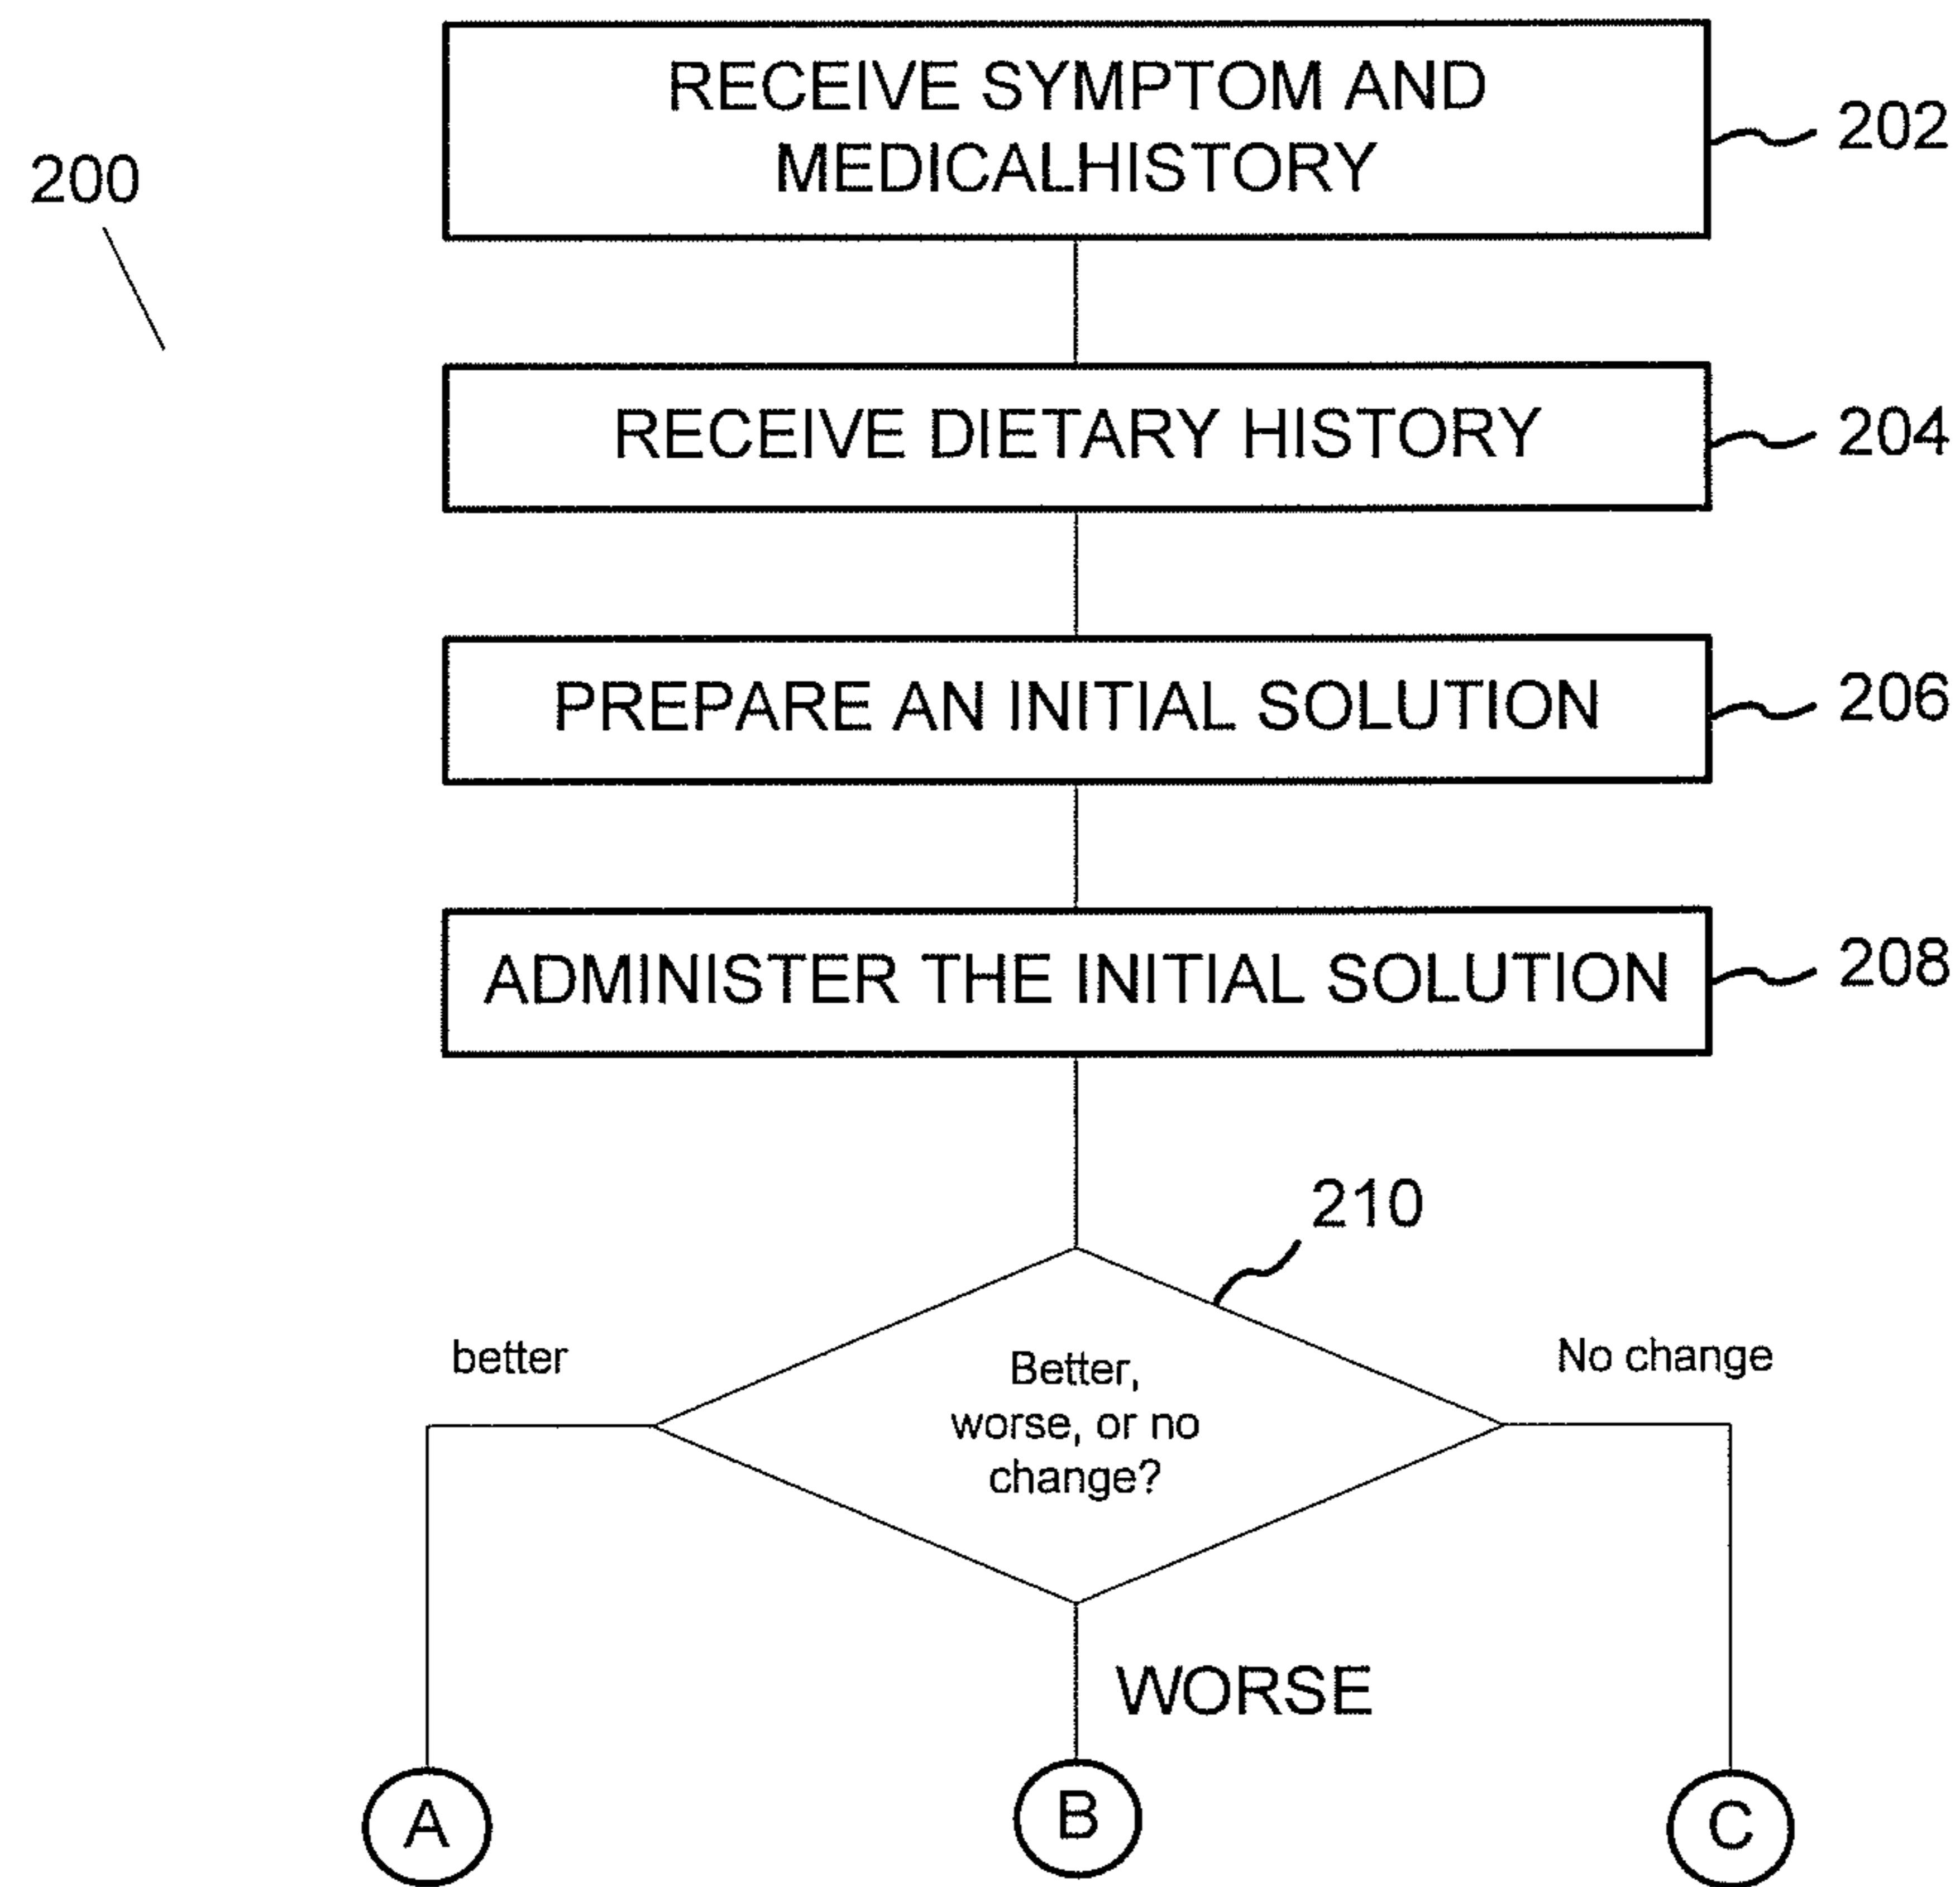 RECEIVE SYMPTOM AND
MEDICALHISTORY
202
200
RECEIVE DIETARY HISTORY
204
PREPARE AN INITIAL SOLUTION
206
ADMINISTER THE INITIAL SOLUTION
208
210
better
Better,
worse, or no
change?
No change
WORSE
A
B
C